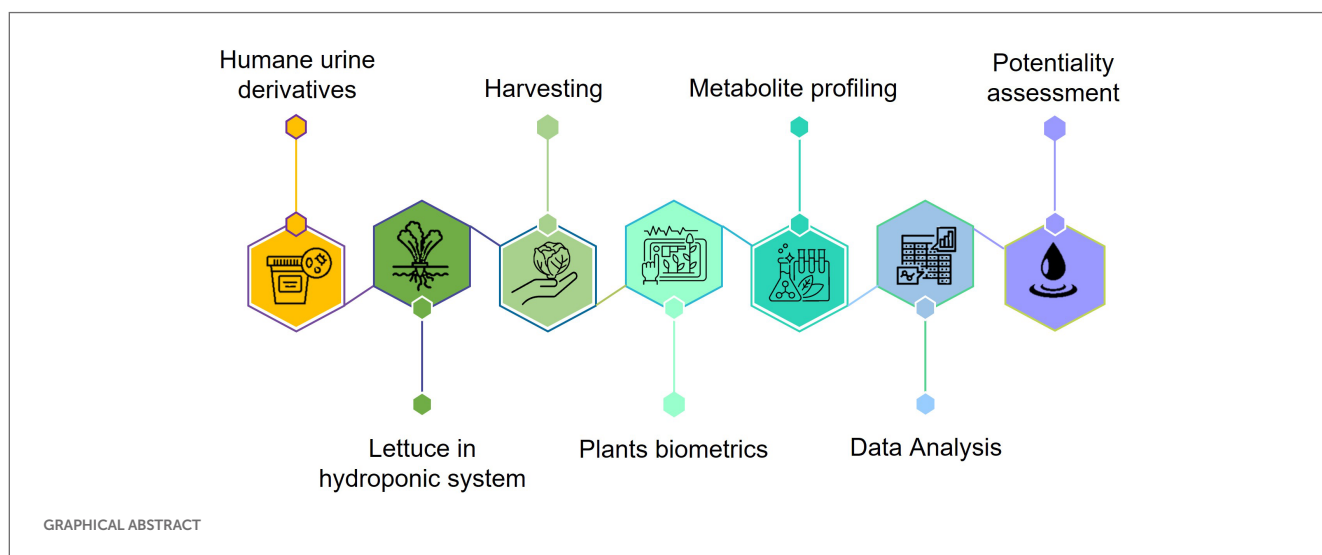 Humane urine
derivatives
Harvesting
Metabolite profiling
Potentiality
assessment
Lettuce in
hydroponic system
Plants biometrics
Data Analysis
GRAPHICAL ABSTRACT